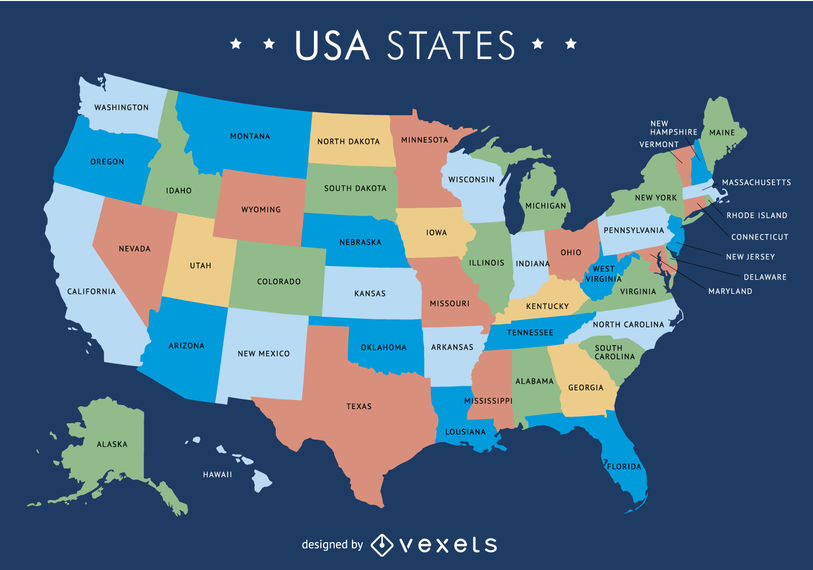 USA STATES
WASHINGTON
OREGON
CALIFORNIA
NEVADA
IDAHO
MONTANA
WYOMING
UTAH
ARIZONA
COLORADO
NEW MEXICO
NORTH DAKOTA
SOUTH DAKOTA
NEBRASKA
KANSAS
OKLAHOMA
TEXAS
MINNESOTA
IOWA
MISSOURI
ARKANSAS
LOUSIANA
WISCONSIN
ILLINOIS
MICHIGAN
INDIANA
OHIO
KENTUCKY
TENNESSEE
MISSISSIPPI
ALABAMA
GEORGIA
FLORIDA
SOUTH
CAROLINA
NORTH CAROLINA
VIRGINIA
WEST
VIRGINIA
PENNSYLVANIA
NEW YORK
VERMONT
NEW
HAMPSHIRE
MAINE
MASSACHUSETTS
RHODE ISLAND
CONNECTICUT
NEW JERSEY
DELAWARE
MARYLAND
ALASKA
HAWAII
designed by vexels